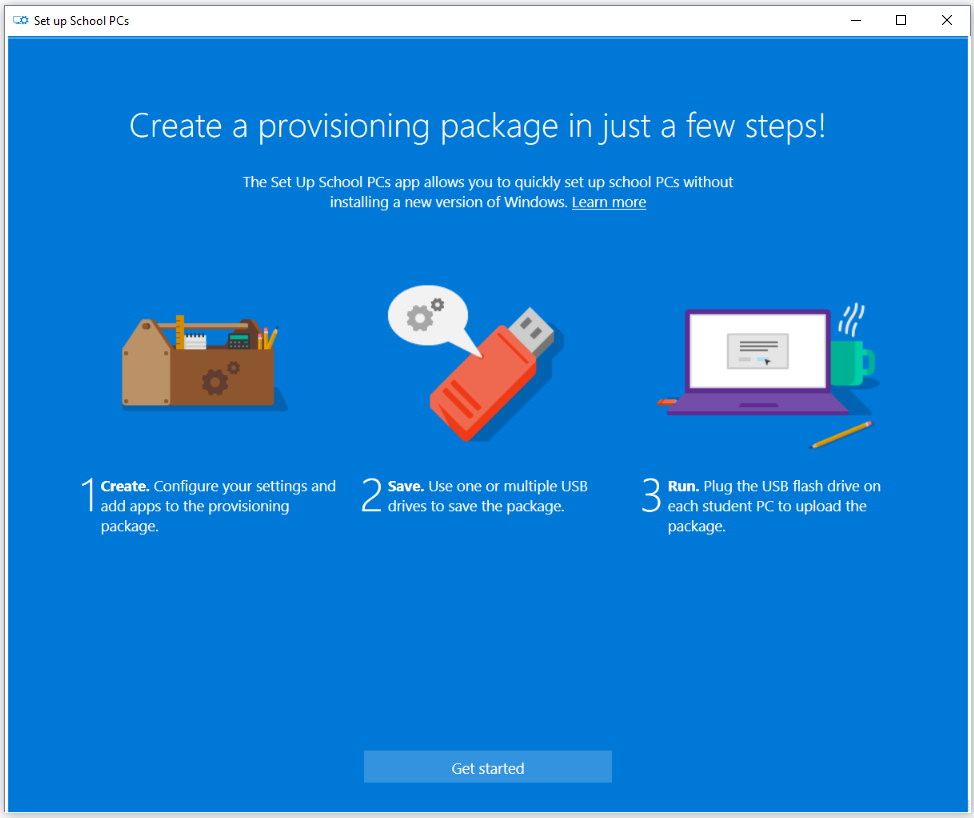 Set up School PCs
Create a provisioning package in just a few steps!
The Set Up School PCs app allows you to quickly set up school PCs without
installing a new version of Windows. Learn more
1 Create. Configure your settings and
add apps to the provisioning
package.
2 Save. Use one or multiple USB
drives to save the package.
3 Run. Plug the USB flash drive on
each student PC to upload the
package.
Get started